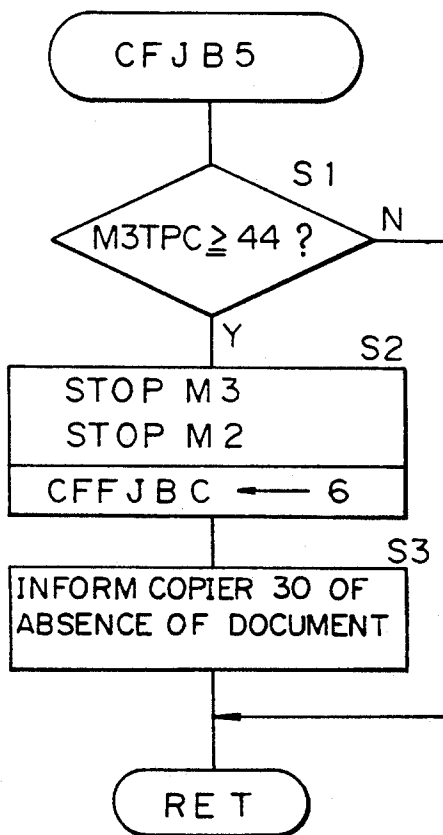 CFJB5
S1
M3TPC ≧ 44 ?
N
Y
S2
STOP M3
STOP M2
CFFJBC ← 6
S3
INFORM COPIER 30 OF
ABSENCE OF DOCUMENT
RET